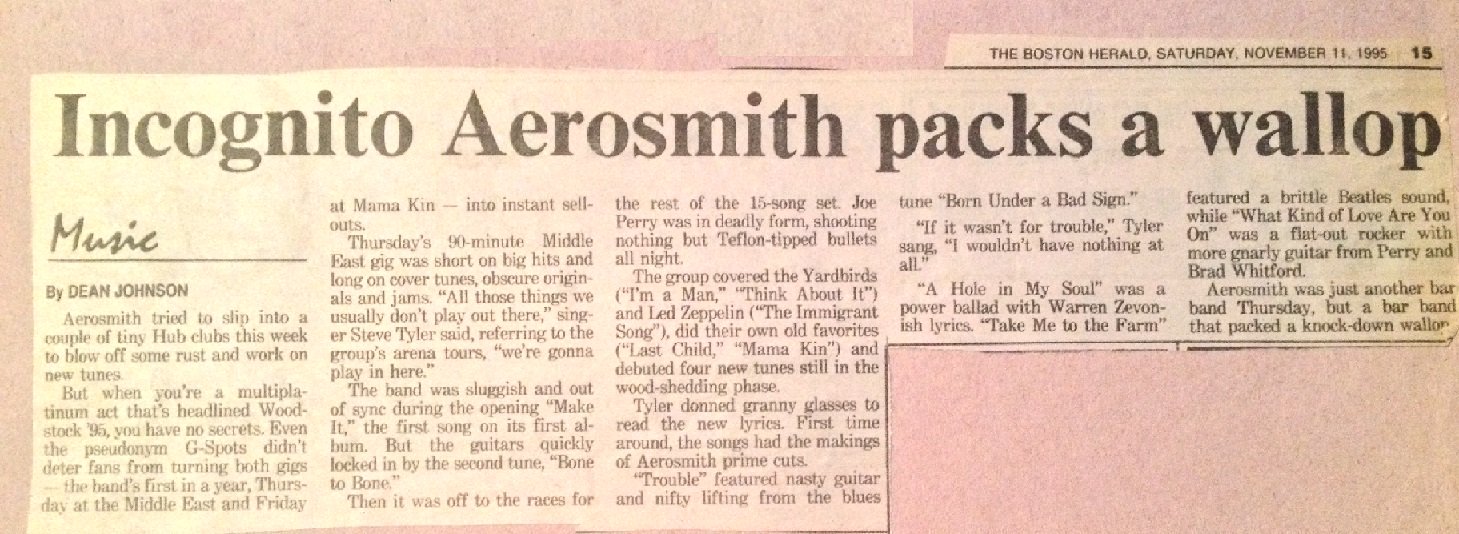 THE BOSTON HERALD, SATURDAY, NOVEMBER 11, 1995 15
Incognito Aerosmith packs a wallop
Music
By DEAN JOHNSON
Aerosmith tried to slip into a
couple of tiny Hub clubs this week
to blow off some rust and work on
new tunes.
But when you're a multipla-
tinum act that's headlined Wood-
stock '95, you have no secrets. Even
the pseudonym G-Spots didn't
deter fans from turning both gigs
— the band's first in a year, Thurs-
day at the Middle East and Friday
at Mama Kin — into instant sell-
outs.
Thursday's 90-minute Middle
East gig was short on big hits and
long on cover tunes, obscure origin-
als and jams. "All those things we
usually don't play out there," sing-
er Steve Tyler said, referring to the
group's arena tours, "we're gonna
play in here."
The band was sluggish and out
of sync during the opening "Make
It," the first song on its first al-
bum. But the guitars quickly
locked in by the second tune, "Bone
to Bone."
Then it was off to the races for
the rest of the 15-song set. Joe
Perry was in deadly form, shooting
nothing but Teflon-tipped bullets
all night.
The group covered the Yardbirds
("I'm a Man," "Think About It")
and Led Zeppelin ("The Immigrant
Song"), did their own old favorites
("Last Child," "Mama Kin") and
debuted four new tunes still in the
wood-shedding phase.
Tyler donned granny glasses to
read the new lyrics. First time
around, the songs had the makings
of Aerosmith prime cuts.
"Trouble" featured nasty guitar
and nifty lifting from the blues
tune "Born Under a Bad Sign."
"If it wasn't for trouble," Tyler
sang, "I wouldn't have nothing at
all."
"A Hole in My Soul" was a
power ballad with Warren Zevon-
ish lyrics. "Take Me to the Farm"
featured a brittle Beatles sound,
while "What Kind of Love Are You
On" was a flat-out rocker with
more gnarly guitar from Perry and
Brad Whitford.
Aerosmith was just another bar
band Thursday, but a bar band
that packed a knock-down wallop.